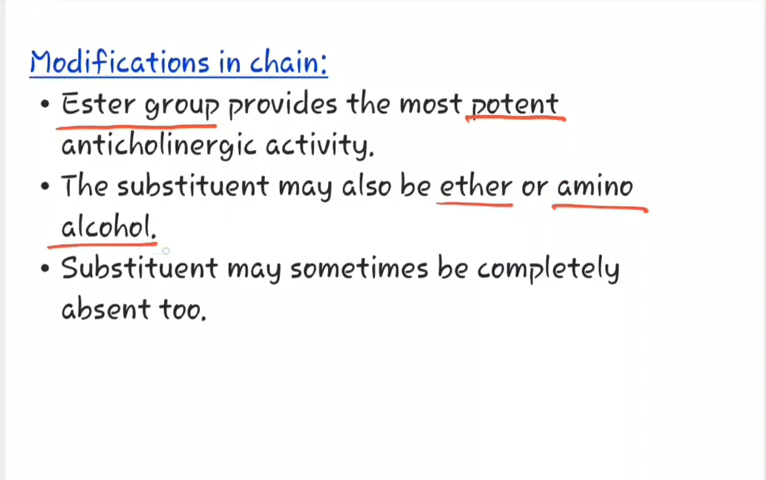 Modifications in chain:
• Ester group provides the most potent
anticholinergic activity.
• The substituent may also be ether or amino
alcohol.
• Substituent may sometimes be completely
absent too.